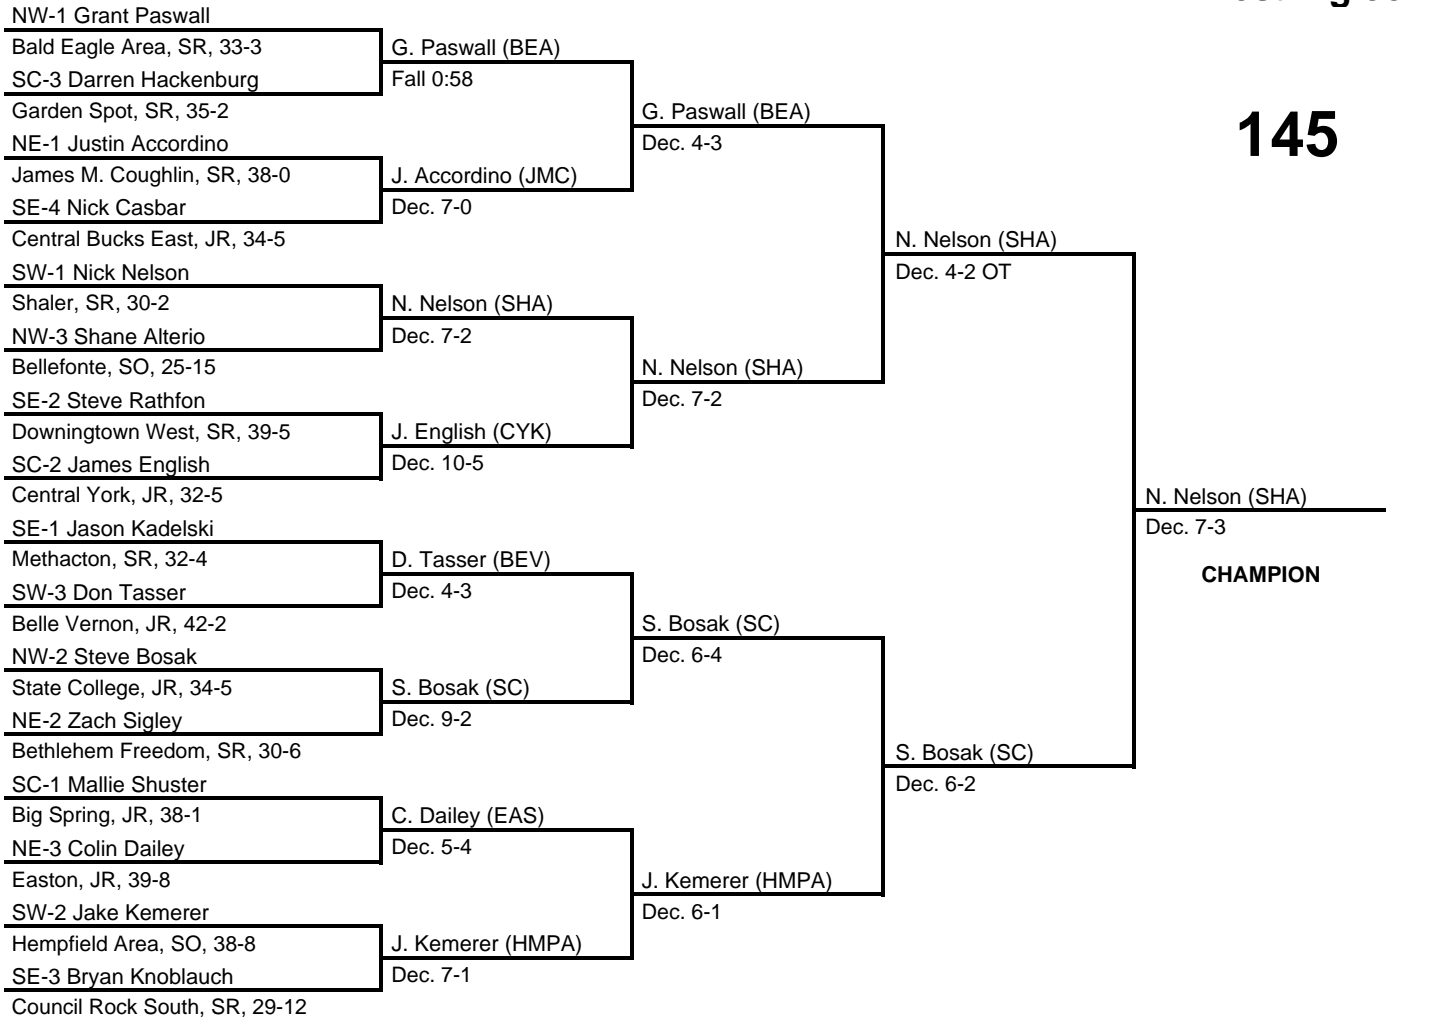 NW-1 Grant Paswall
Bald Eagle Area, SR, 33-3
SC-3 Darren Hackenburg
Garden Spot, SR, 35-2
NE-1 Justin Accordino
James M. Coughlin, SR, 38-0
SE-4 Nick Casbar
Central Bucks East, JR, 34-5
SW-1 Nick Nelson
Shaler, SR, 30-2
NW-3 Shane Alterio
Bellefonte, SO, 25-15
SE-2 Steve Rathfon
Downingtown West, SR, 39-5
SC-2 James English
Central York, JR, 32-5
SE-1 Jason Kadelski
Methacton, SR, 32-4
SW-3 Don Tasser
Belle Vernon, JR, 42-2
NW-2 Steve Bosak
State College, JR, 34-5
NE-2 Zach Sigley
Bethlehem Freedom, SR, 30-6
SC-1 Mallie Shuster
Big Spring, JR, 38-1
NE-3 Colin Dailey
Easton, JR, 39-8
SW-2 Jake Kemerer
Hempfield Area, SO, 38-8
SE-3 Bryan Knoblauch
Council Rock South, SR, 29-12
G. Paswall (BEA)
Fall 0:58
J. Accordino (JMC)
Dec. 7-0
N. Nelson (SHA)
Dec. 7-2
J. English (CYK)
Dec. 10-5
D. Tasser (BEV)
Dec. 4-3
S. Bosak (SC)
Dec. 9-2
C. Dailey (EAS)
Dec. 5-4
J. Kemerer (HMPA)
Dec. 7-1
G. Paswall (BEA)
Dec. 4-3
N. Nelson (SHA)
Dec. 7-2
S. Bosak (SC)
Dec. 6-4
J. Kemerer (HMPA)
Dec. 6-1
N. Nelson (SHA)
Dec. 4-2 OT
S. Bosak (SC)
Dec. 6-2
145
N. Nelson (SHA)
Dec. 7-3
CHAMPION